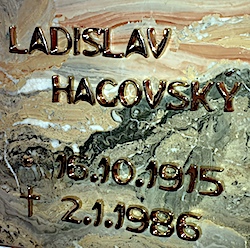 LADISLAV
HACOVSKY
* 16.10.1915
† 2.1.1986